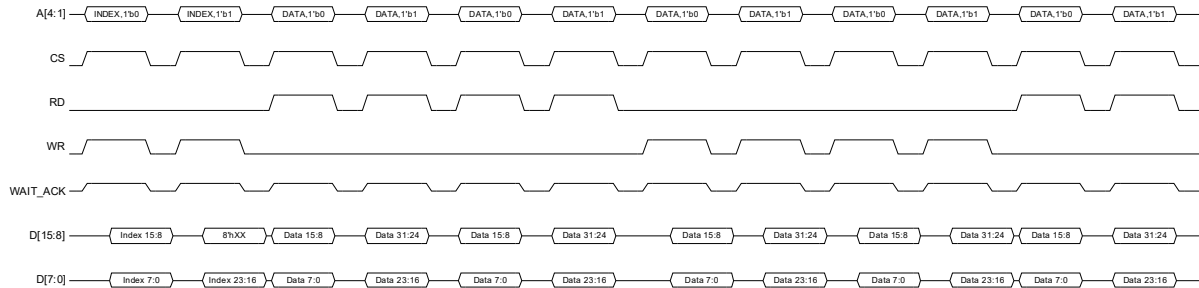 A[4:1] INDEX,1'b0 INDEX,1'b1 DATA,1'b0 DATA,1'b1 DATA,1'b0 DATA,1'b1 DATA,1'b0 DATA,1'b1 DATA,1'b0 DATA,1'b1 DATA,1'b0 DATA,1'b1
CS
RD
WR
WAIT_ACK
D[15:8] Index 15:8 8'hXX Data 15:8 Data 31:24 Data 15:8 Data 31:24 Data 15:8 Data 31:24 Data 15:8 Data 31:24 Data 15:8 Data 31:24
D[7:0] Index 7:0 Index 23:16 Data 7:0 Data 23:16 Data 7:0 Data 23:16 Data 7:0 Data 23:16 Data 7:0 Data 23:16 Data 7:0 Data 23:16